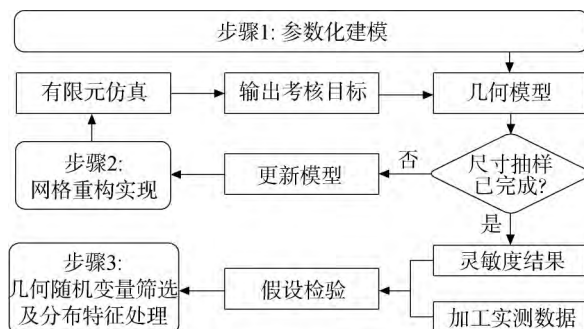 步骤1: 参数化建模
有限元仿真
输出考核目标
几何模型
步骤2:
网格重构实现
更新模型
否
尺寸抽样
已完成?
是
步骤3:
几何随机变量筛选
及分布特征处理
假设检验
灵敏度结果
加工实测数据